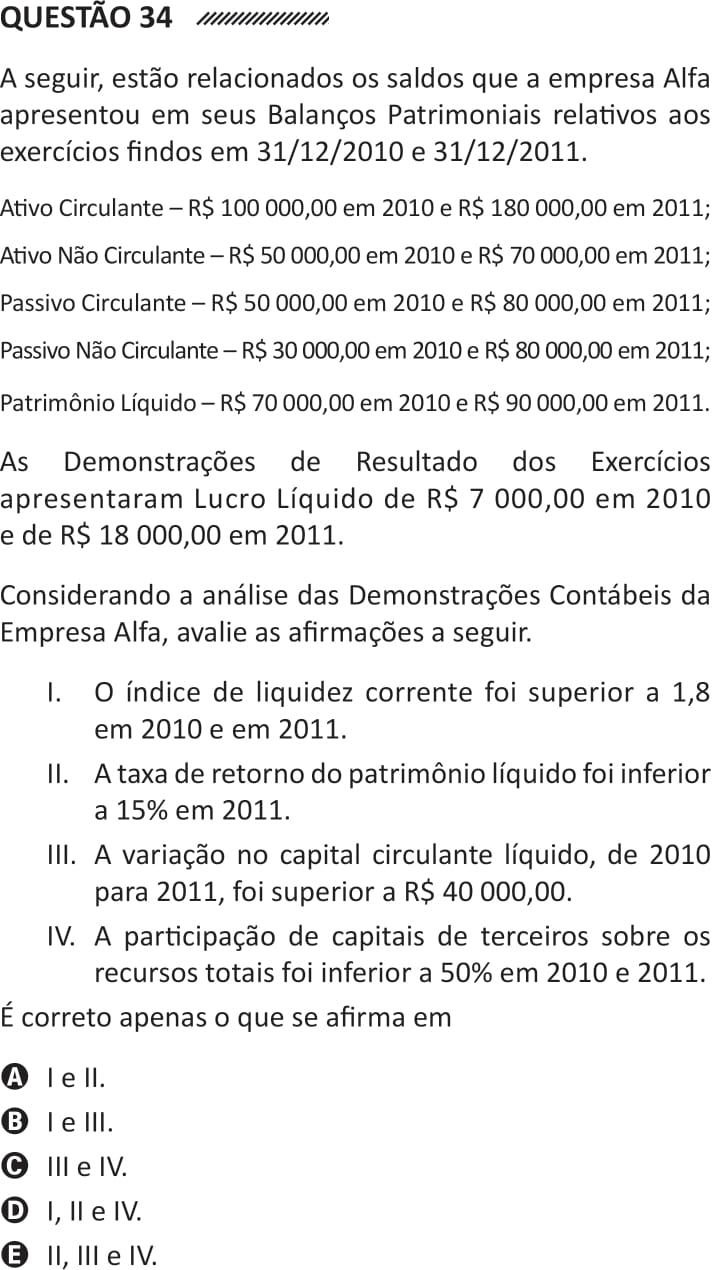 QUESTÃO 34
A seguir, estão relacionados os saldos que a empresa Alfa
apresentou em seus Balanços Patrimoniais relativos aos
exercícios findos em 31/12/2010 e 31/12/2011.
Ativo Circulante – R$ 100 000,00 em 2010 e R$ 180 000,00 em 2011;
Ativo Não Circulante – R$ 50 000,00 em 2010 e R$ 70 000,00 em 2011;
Passivo Circulante – R$ 50 000,00 em 2010 e R$ 80 000,00 em 2011;
Passivo Não Circulante – R$ 30 000,00 em 2010 e R$ 80 000,00 em 2011;
Patrimônio Líquido – R$ 70 000,00 em 2010 e R$ 90 000,00 em 2011.
As Demonstrações de Resultado dos Exercícios
apresentaram Lucro Líquido de R$ 7 000,00 em 2010
e de R$ 18 000,00 em 2011.
Considerando a análise das Demonstrações Contábeis da
Empresa Alfa, avalie as afirmações a seguir.
I. O índice de liquidez corrente foi superior a 1,8
em 2010 e em 2011.
II. A taxa de retorno do patrimônio líquido foi inferior
a 15% em 2011.
III. A variação no capital circulante líquido, de 2010
para 2011, foi superior a R$ 40 000,00.
IV. A participação de capitais de terceiros sobre os
recursos totais foi inferior a 50% em 2010 e 2011.
É correto apenas o que se afirma em
A I e II.
B I e III.
C III e IV.
D I, II e IV.
E II, III e IV.